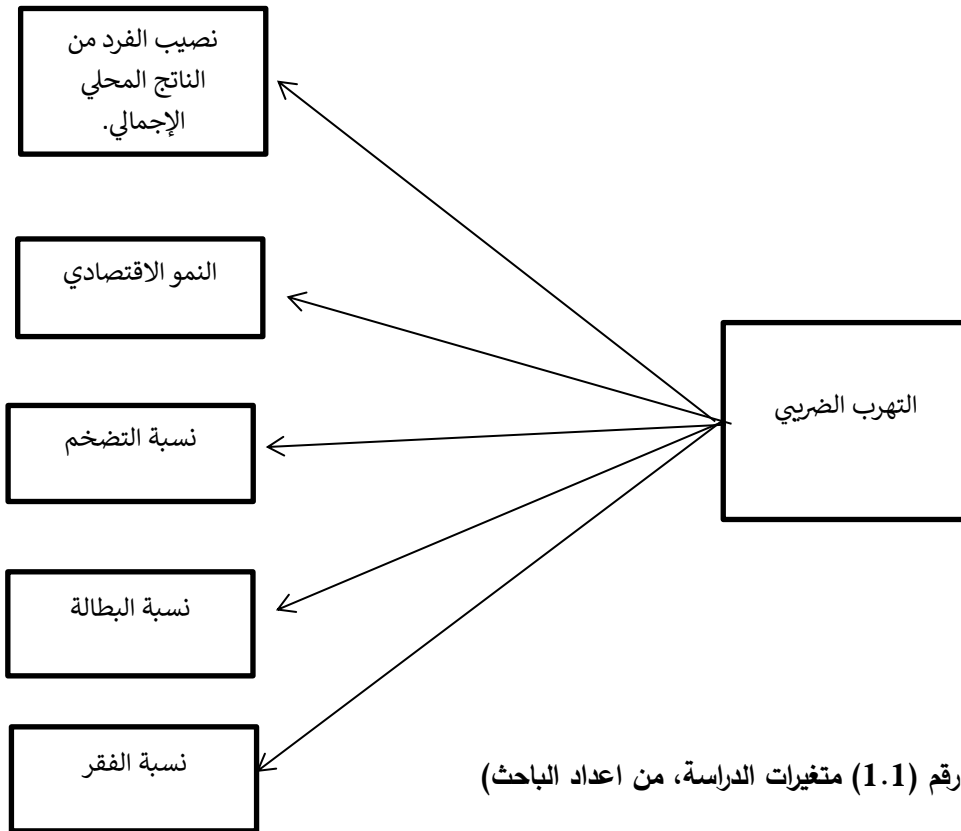 نصيب الفرد من
الناتج المحلي
الإجمالي.
النمو الاقتصادي
التهرب الضريبي
نسبة التضخم
نسبة البطالة
نسبة الفقر
رقم (1.1) متغيرات الدراسة، من اعداد الباحث)